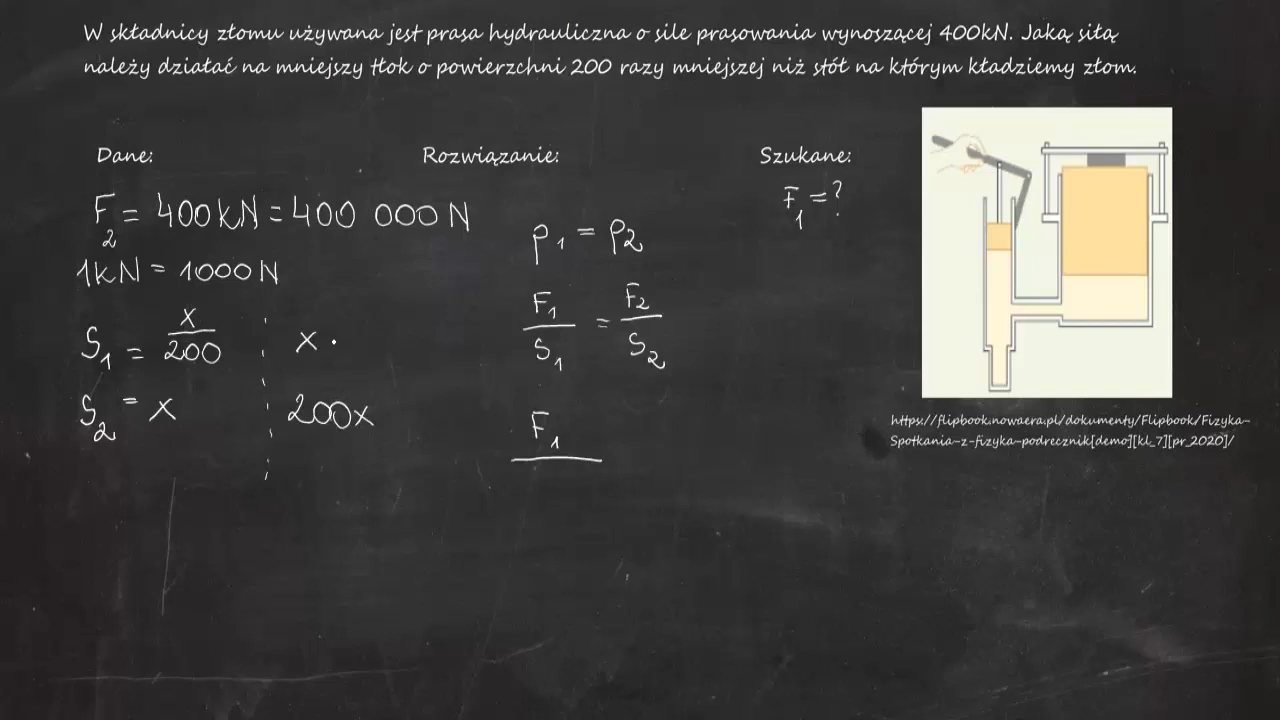 W składnicy złomu używana jest prasa hydrauliczna o sile prasowania wynoszącej 400kN. Jaką siłą
należy działać na mniejszy tłok o powierzchni 200 razy mniejszej niż stół na którym kładziemy złom.
Dane:
F₂ = 400kN = 400 000 N
1kN = 1000 N
S₁ = x/200 x ·
S₂ = x 200x
Rozwiązanie:
p₁ = p₂
F₁/S₁ = F₂/S₂
F₁
Szukane:
F₁ = ?
https://flipbook.nowaera.pl/dokumenty/Flipbook/Fizyka-
Spotkania-z-fizyka-podrecznik[demo][kl_7][pr_2020]/